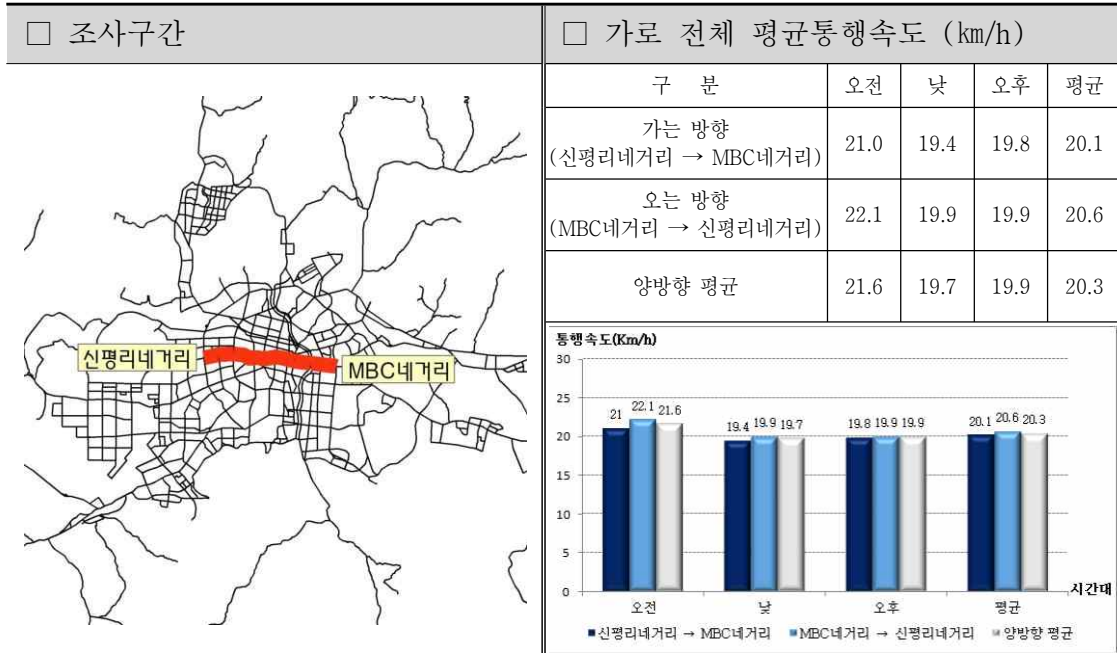 □ 조사구간
신평리네거리
MBC네거리
□ 가로 전체 평균통행속도 (㎞/h)
구 분 오전 낮 오후 평균
가는 방향
(신평리네거리 → MBC네거리) 21.0 19.4 19.8 20.1
오는 방향
(MBC네거리 → 신평리네거리) 22.1 19.9 19.9 20.6
양방향 평균 21.6 19.7 19.9 20.3
통행속도(Km/h)
30
25
20
15
10
5
0
21 22.1 21.6 19.4 19.9 19.7 19.8 19.9 19.9 20.1 20.6 20.3
시간대
오전 낮 오후 평균
■신평리네거리 → MBC네거리 ■MBC네거리 → 신평리네거리 ■양방향 평균